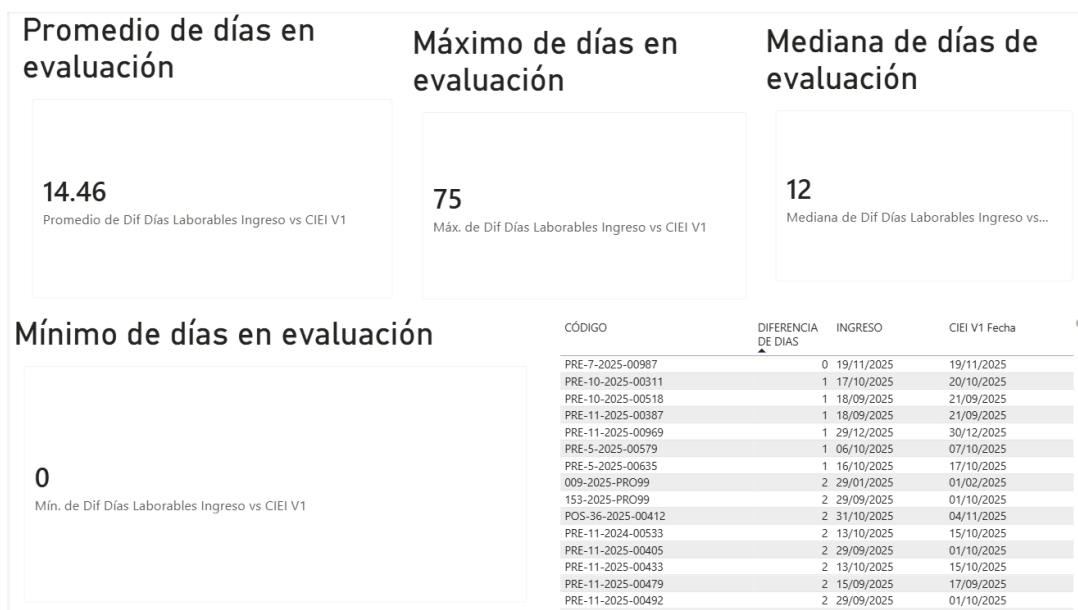 Promedio de días en
evaluación
14.46
Promedio de Dif Días Laborables Ingreso vs CIEI V1
Máximo de días en
evaluación
75
Máx. de Dif Días Laborables Ingreso vs CIEI V1
Mediana de días de
evaluación
12
Mediana de Dif Días Laborables Ingreso vs...
Mínimo de días en evaluación
0
Mín. de Dif Días Laborables Ingreso vs CIEI V1
CÓDIGO DIFERENCIA INGRESO CIEI V1 Fecha
DE DIAS
PRE-7-2025-00987 0 19/11/2025 19/11/2025
PRE-10-2025-00311 1 17/10/2025 20/10/2025
PRE-10-2025-00518 1 18/09/2025 21/09/2025
PRE-11-2025-00387 1 18/09/2025 21/09/2025
PRE-11-2025-00969 1 29/12/2025 30/12/2025
PRE-5-2025-00579 1 06/10/2025 07/10/2025
PRE-5-2025-00635 1 16/10/2025 17/10/2025
009-2025-PRO99 2 29/01/2025 01/02/2025
153-2025-PRO99 2 29/09/2025 01/10/2025
POS-36-2025-00412 2 31/10/2025 04/11/2025
PRE-11-2024-00533 2 13/10/2025 15/10/2025
PRE-11-2025-00405 2 29/09/2025 01/10/2025
PRE-11-2025-00433 2 13/10/2025 15/10/2025
PRE-11-2025-00479 2 15/09/2025 17/09/2025
PRE-11-2025-00492 2 29/09/2025 01/10/2025